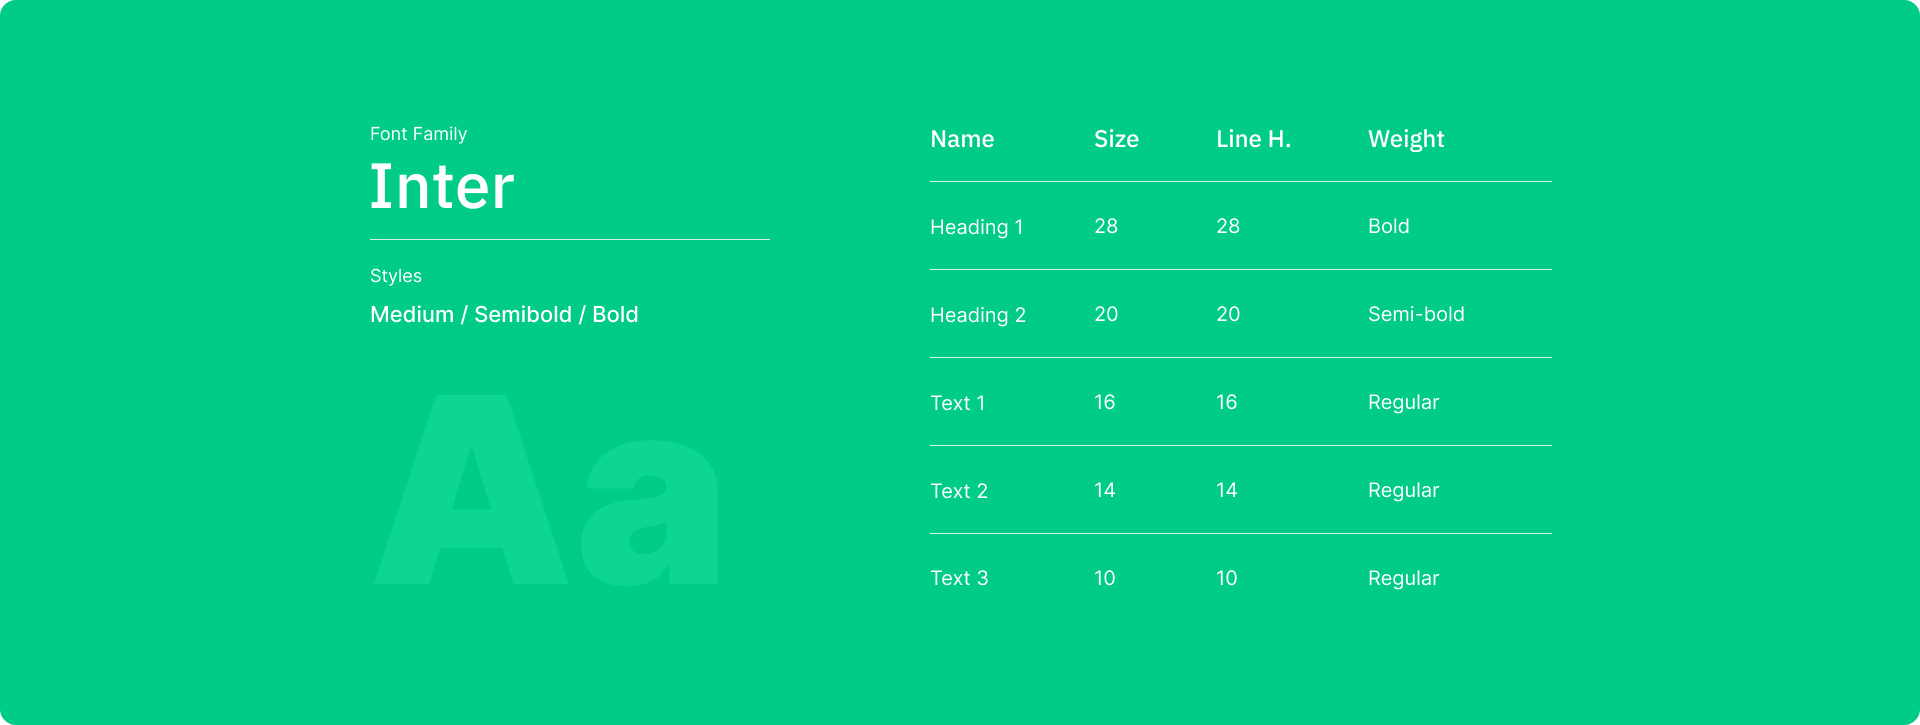 Font Family
Inter
Styles
Medium / Semibold / Bold
Aa
Name Size Line H. Weight
Heading 1 28 28 Bold
Heading 2 20 20 Semi-bold
Text 1 16 16 Regular
Text 2 14 14 Regular
Text 3 10 10 Regular